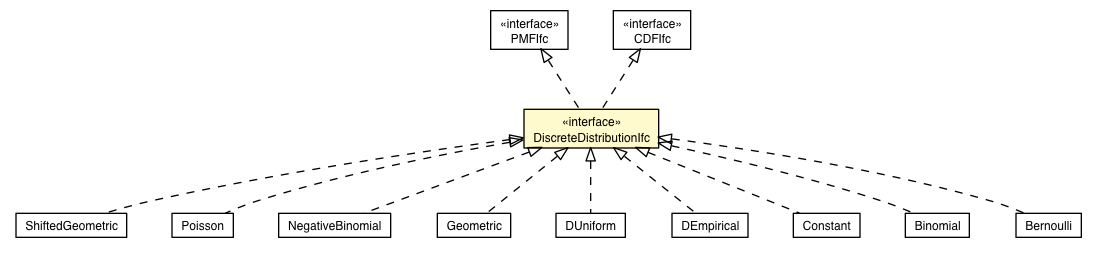 «interface»
PMFIfc
«interface»
CDFIfc
«interface»
DiscreteDistributionIfc
ShiftedGeometric
Poisson
NegativeBinomial
Geometric
DUniform
DEmpirical
Constant
Binomial
Bernoulli